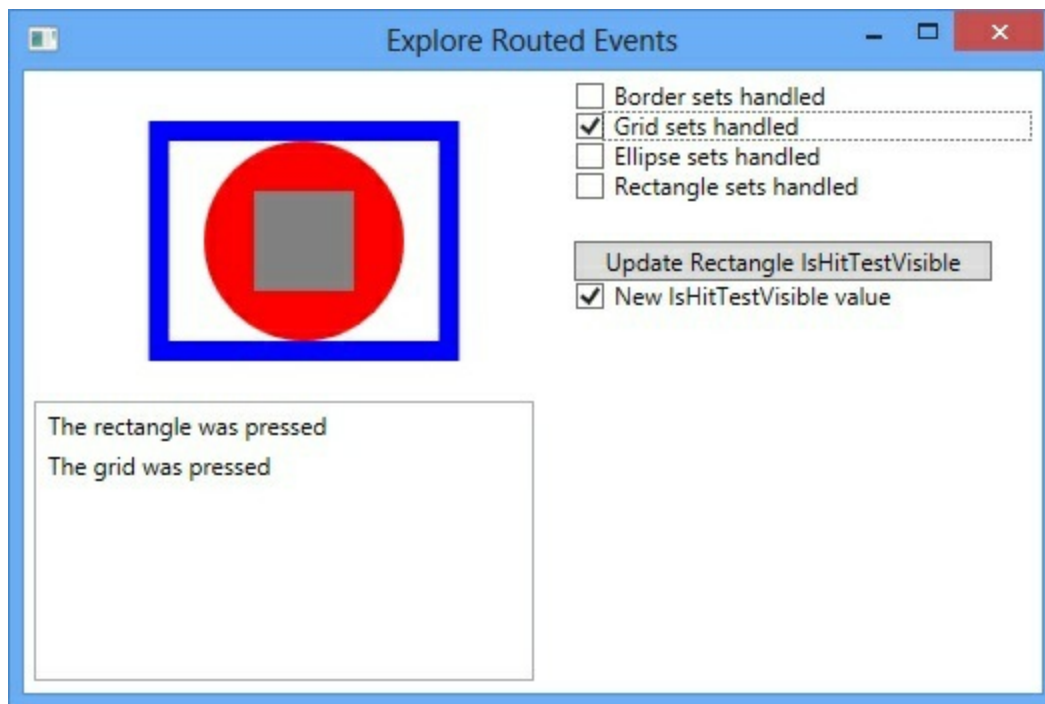 Explore Routed Events
Border sets handled
Grid sets handled
Ellipse sets handled
Rectangle sets handled
Update Rectangle IsHitTestVisible
New IsHitTestVisible value
The rectangle was pressed
The grid was pressed